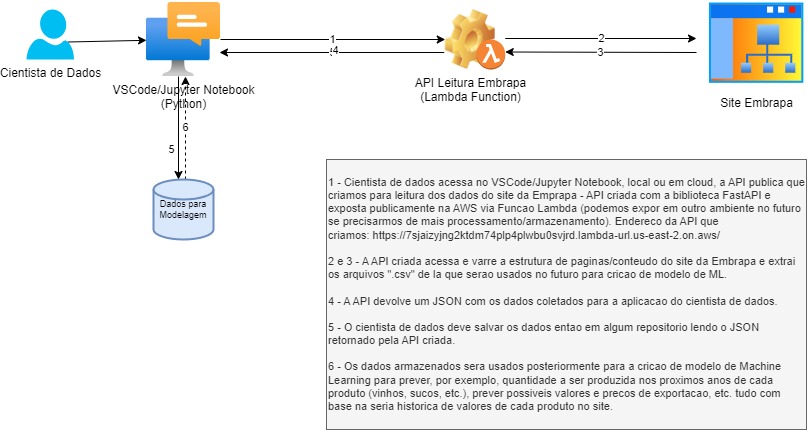 1
2
4
3
Cientista de Dados
VSCode/Jupyter Notebook
(Python)
API Leitura Embrapa
(Lambda Function)
Site Embrapa
6
5
Dados para
Modelagem
1 - Cientista de dados acessa no VSCode/Jupyter Notebook, local ou em cloud, a API publica que
criamos para leitura dos dados do site da Emprapa - API criada com a biblioteca FastAPI e
exposta publicamente na AWS via Funcao Lambda (podemos expor em outro ambiente no futuro
se precisarmos de mais processamento/armazenamento). Endereco da API que
criamos: https://7sjaizyjng2ktdm74plp4plwbu0svjrd.lambda-url.us-east-2.on.aws/
2 e 3 - A API criada acessa e varre a estrutura de paginas/conteudo do site da Embrapa e extrai
os arquivos ".csv" de la que serao usados no futuro para cricao de modelo de ML.
4 - A API devolve um JSON com os dados coletados para a aplicacao do cientista de dados.
5 - O cientista de dados deve salvar os dados entao em algum repositorio lendo o JSON
retornado pela API criada.
6 - Os dados armazenados sera usados posteriormente para a cricao de modelo de Machine
Learning para prever, por exemplo, quantidade a ser produzida nos proximos anos de cada
produto (vinhos, sucos, etc.), prever possiveis valores e precos de exportacao, etc. tudo com
base na seria historica de valores de cada produto no site.